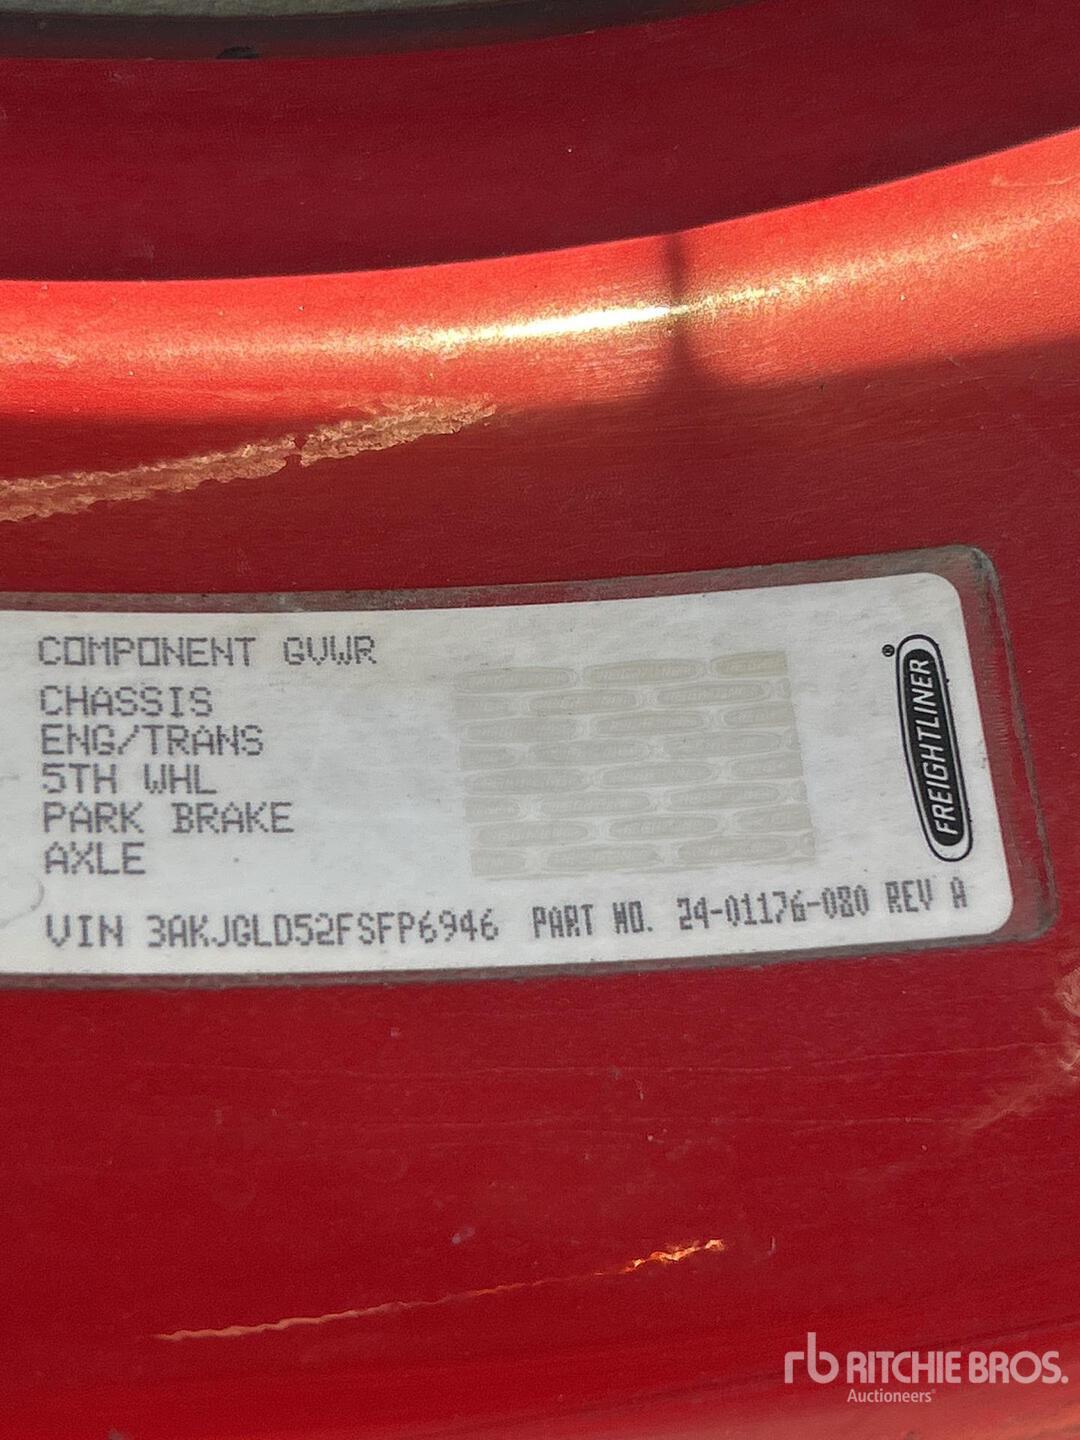 COMPONENT GVWR
CHASSIS
ENG/TRANS
5TH WHL
PARK BRAKE
AXLE
VIN 3AKJGLD52FSFP6946 PART NO. 24-01176-080 REV A
FREIGHTLINER®
rb RITCHIE BROS.
Auctioneers®